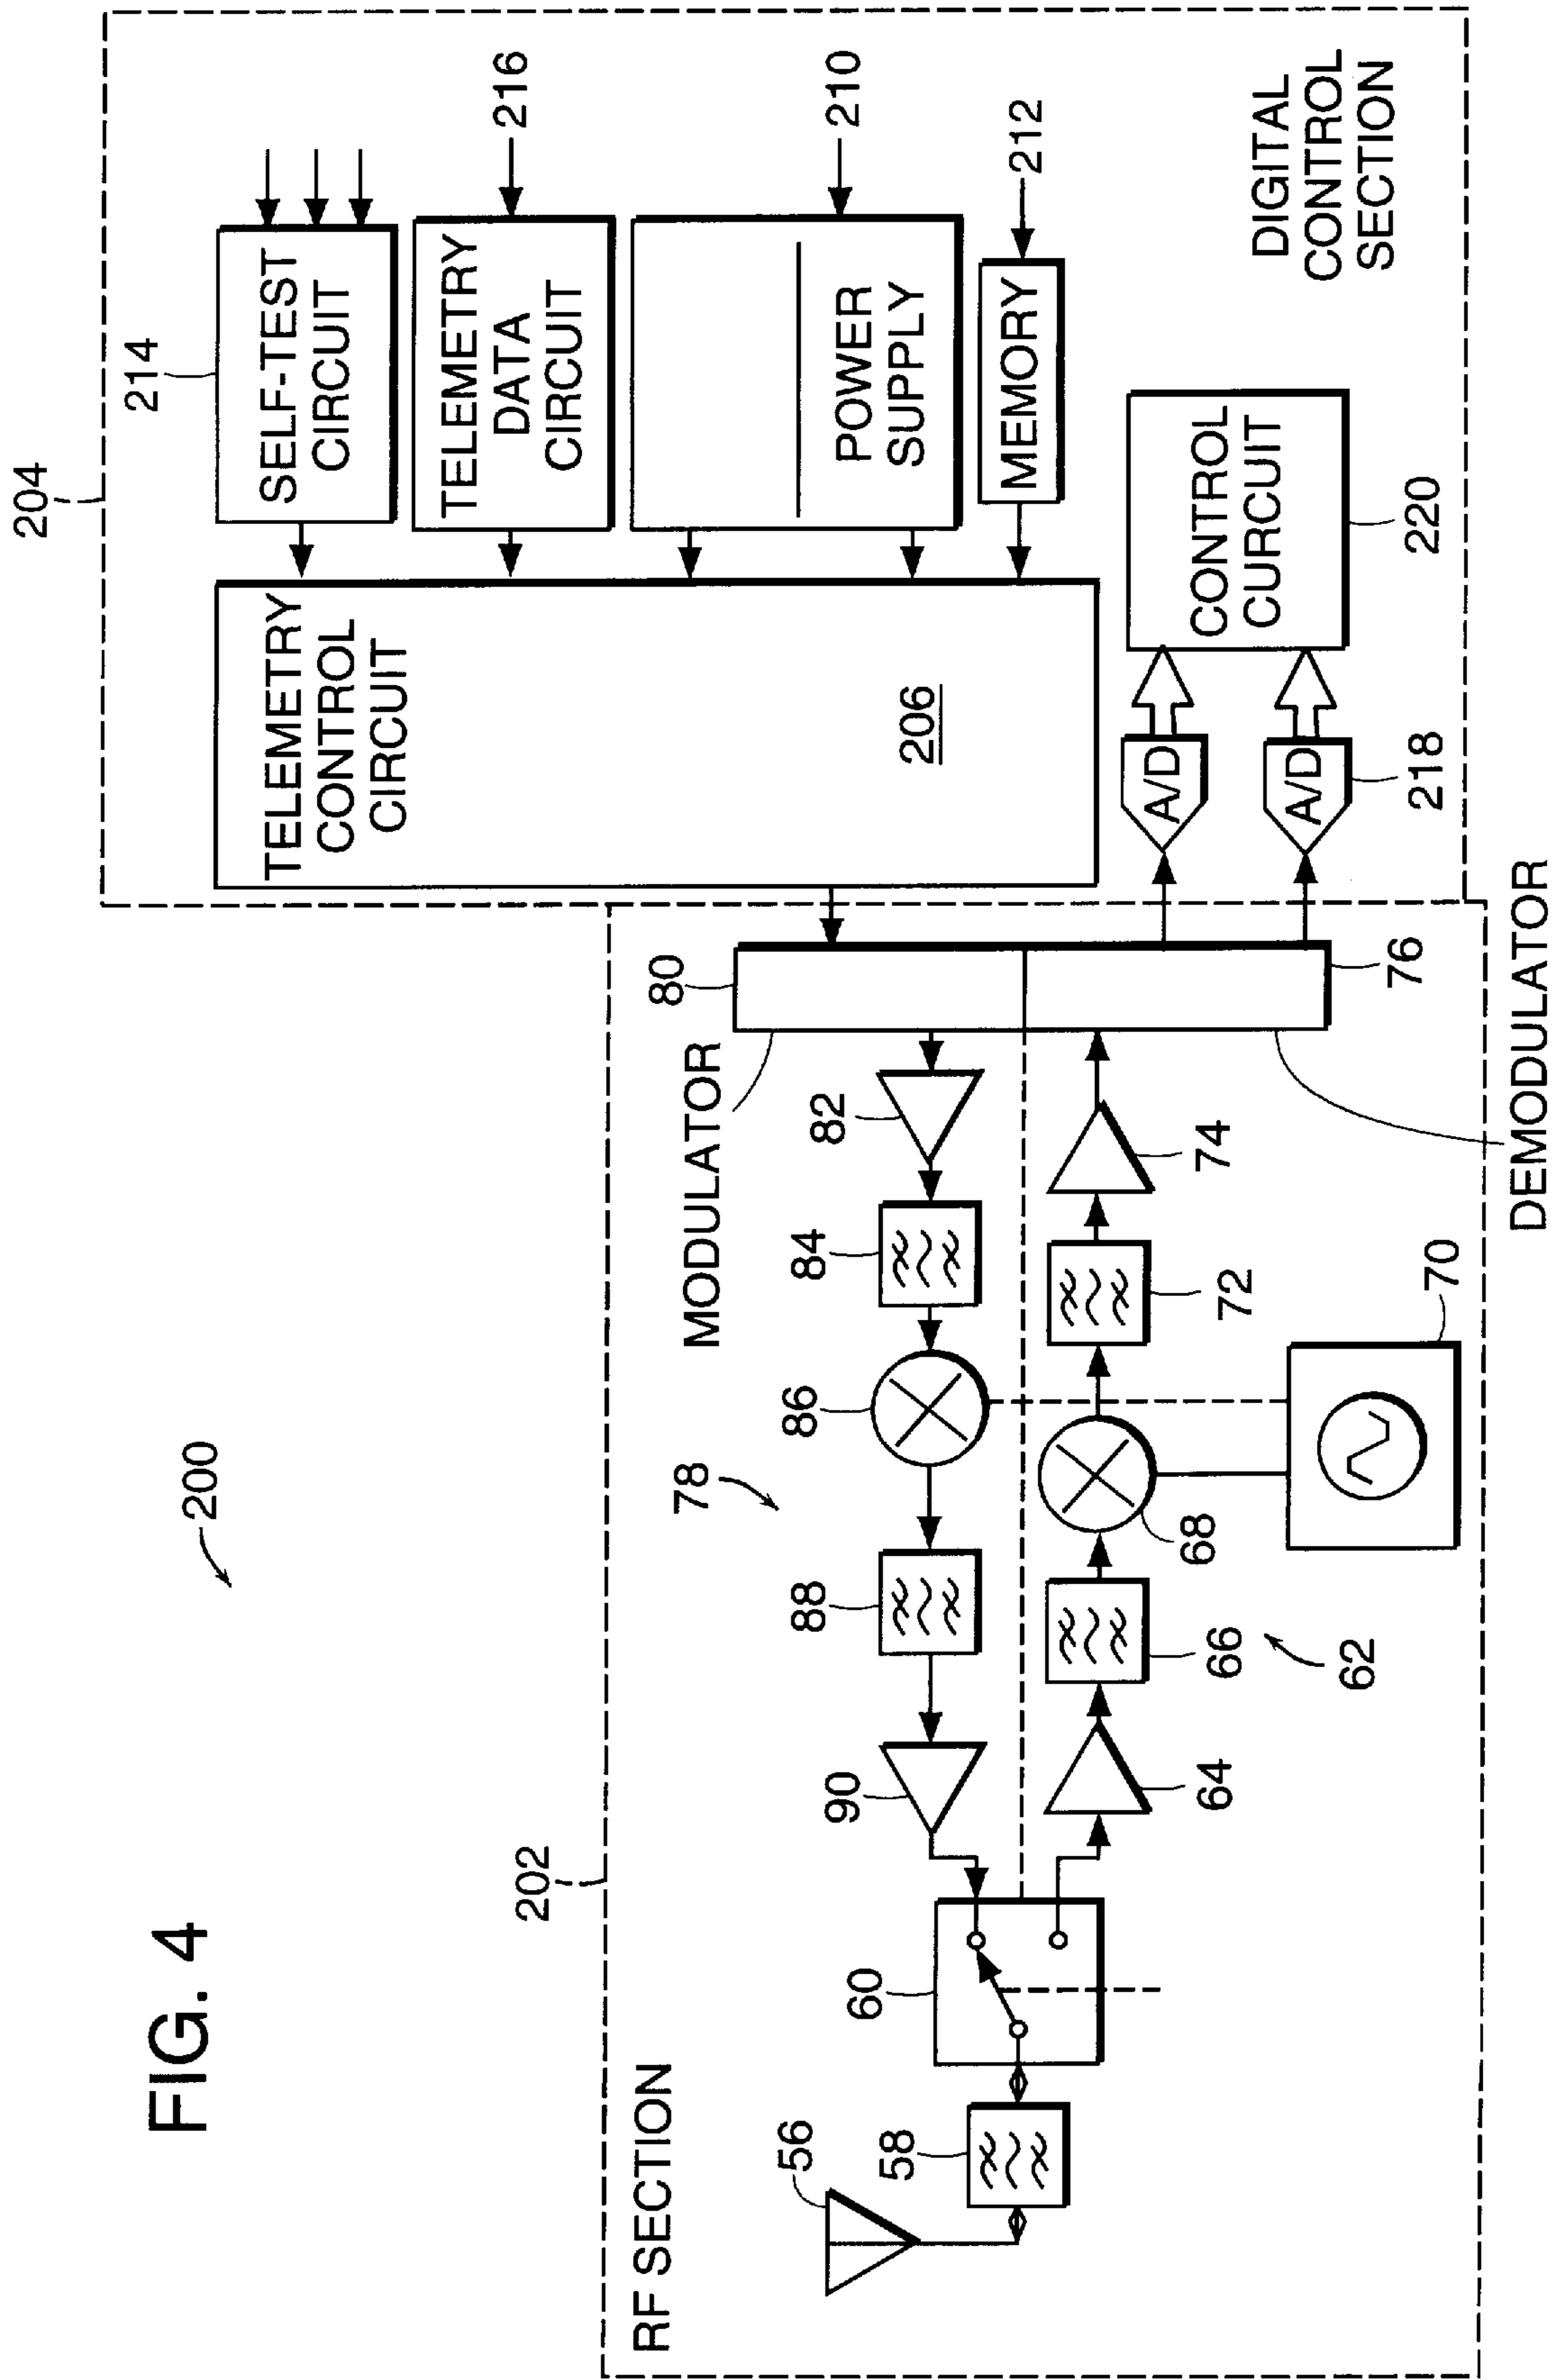 FIG. 4
200
204
214
SELF-TEST
CIRCUIT
TELEMETRY
DATA
CIRCUIT
216
POWER
SUPPLY
210
MEMORY
212
TELEMETRY
CONTROL
CIRCUIT
206
DIGITAL
CONTROL
SECTION
CONTROL
CURCUIT
220
A/D
A/D
218
202
RF SECTION
56
58
60
90
88
78
86
84
82
MODULATOR
80
64
66
62
68
70
72
74
76
DEMODULATOR